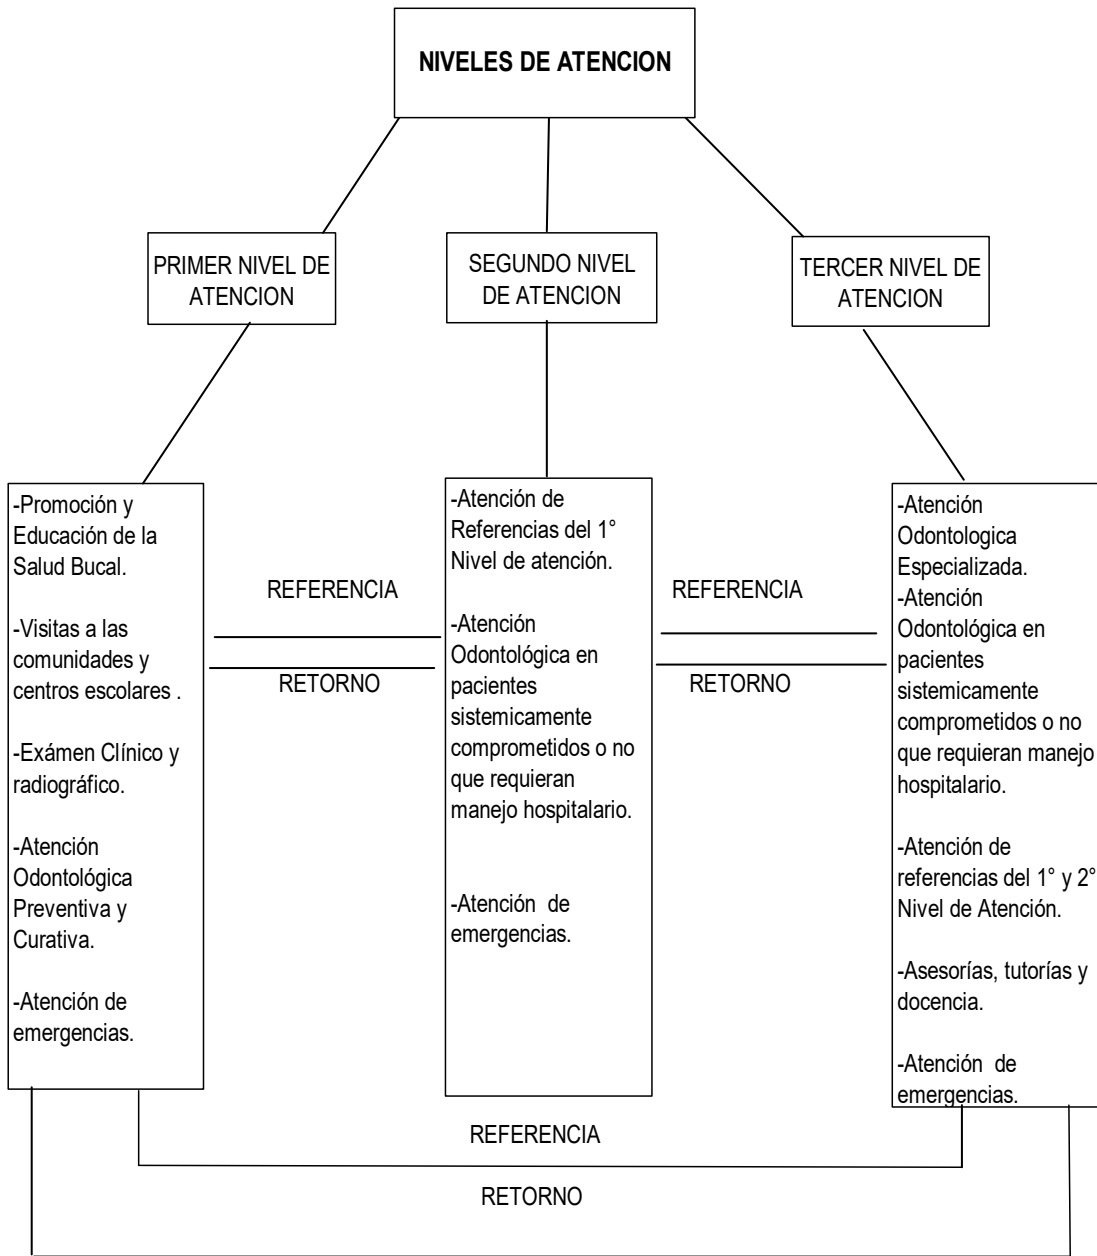 NIVELES DE ATENCION
PRIMER NIVEL DE
ATENCION
SEGUNDO NIVEL
DE ATENCION
TERCER NIVEL DE
ATENCION
-Promoción y
Educación de la
Salud Bucal.
-Visitas a las
comunidades y
centros escolares .
-Exámen Clínico y
radiográfico.
-Atención
Odontológica
Preventiva y
Curativa.
-Atención de
emergencias.
REFERENCIA
RETORNO
-Atención de
Referencias del 1°
Nivel de atención.
-Atención
Odontológica en
pacientes
sistemicamente
comprometidos o no
que requieran
manejo hospitalario.
-Atención de
emergencias.
REFERENCIA
RETORNO
-Atención
Odontologica
Especializada.
-Atención
Odontológica en
pacientes
sistemicamente
comprometidos o no
que requieran manejo
hospitalario.
-Atención de
referencias del 1° y 2°
Nivel de Atención.
-Asesorías, tutorías y
docencia.
-Atención de
emergencias.
REFERENCIA
RETORNO